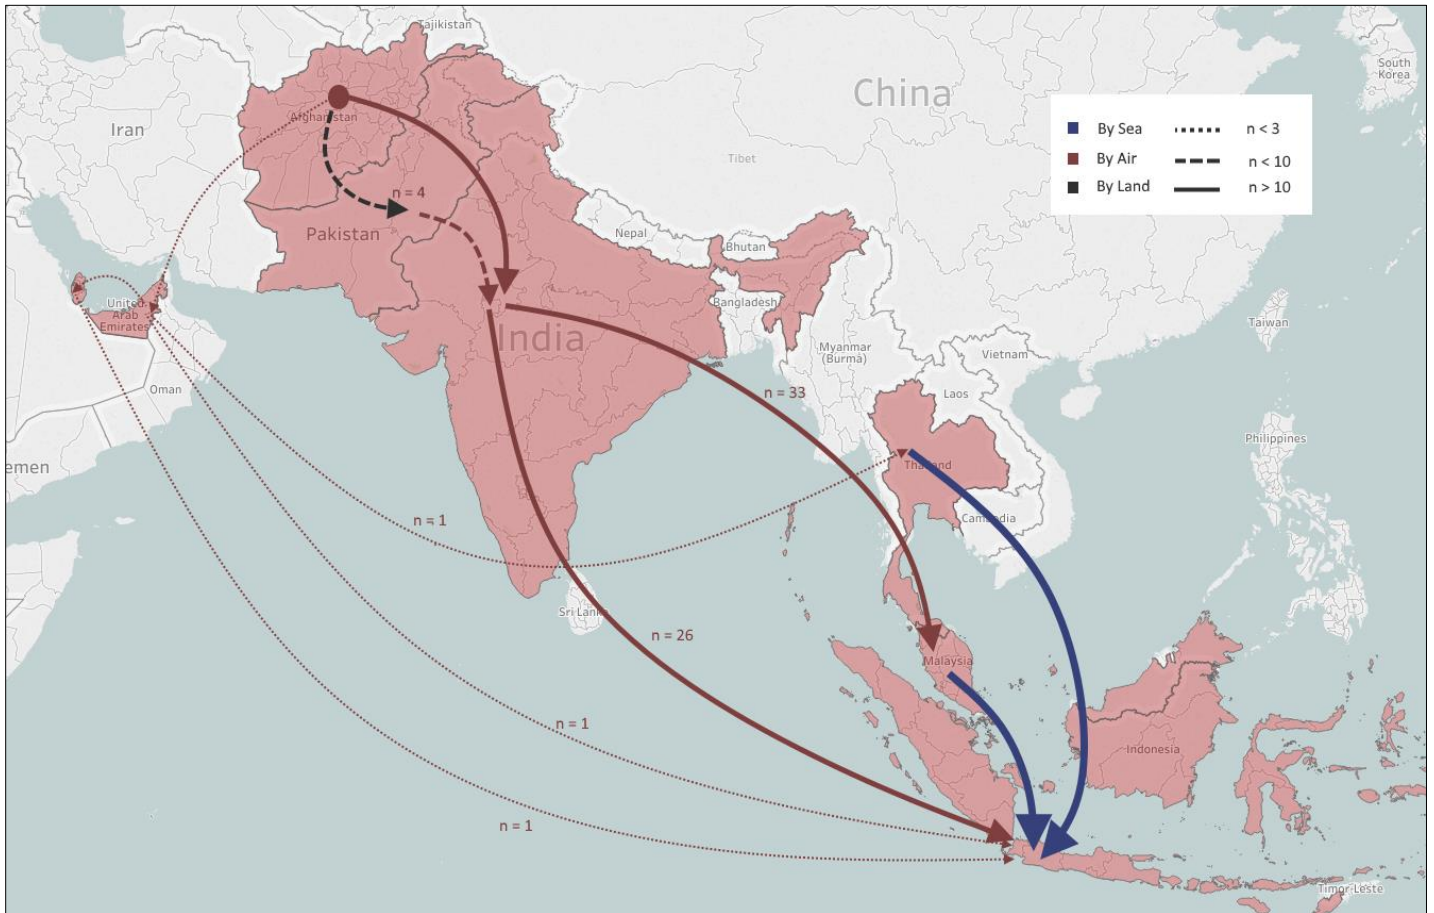 Tajikistan
South
Korea
China
Afghanistan
Iran
By Sea
n < 3
By Air
n < 10
By Land
n > 10
Tibet
n = 4
Pakistan
Nepal
Bhutan
Bangladesh
United
Arab
Emirates
India
Taiwan
Myanmar
(Burma)
Vietnam
Oman
n = 33
Laos
Philippines
emen
Thailand
n = 1
Cambodia
Sri Lanka
n = 26
Malaysia
n = 1
Indonesia
n = 1
Timor-Leste